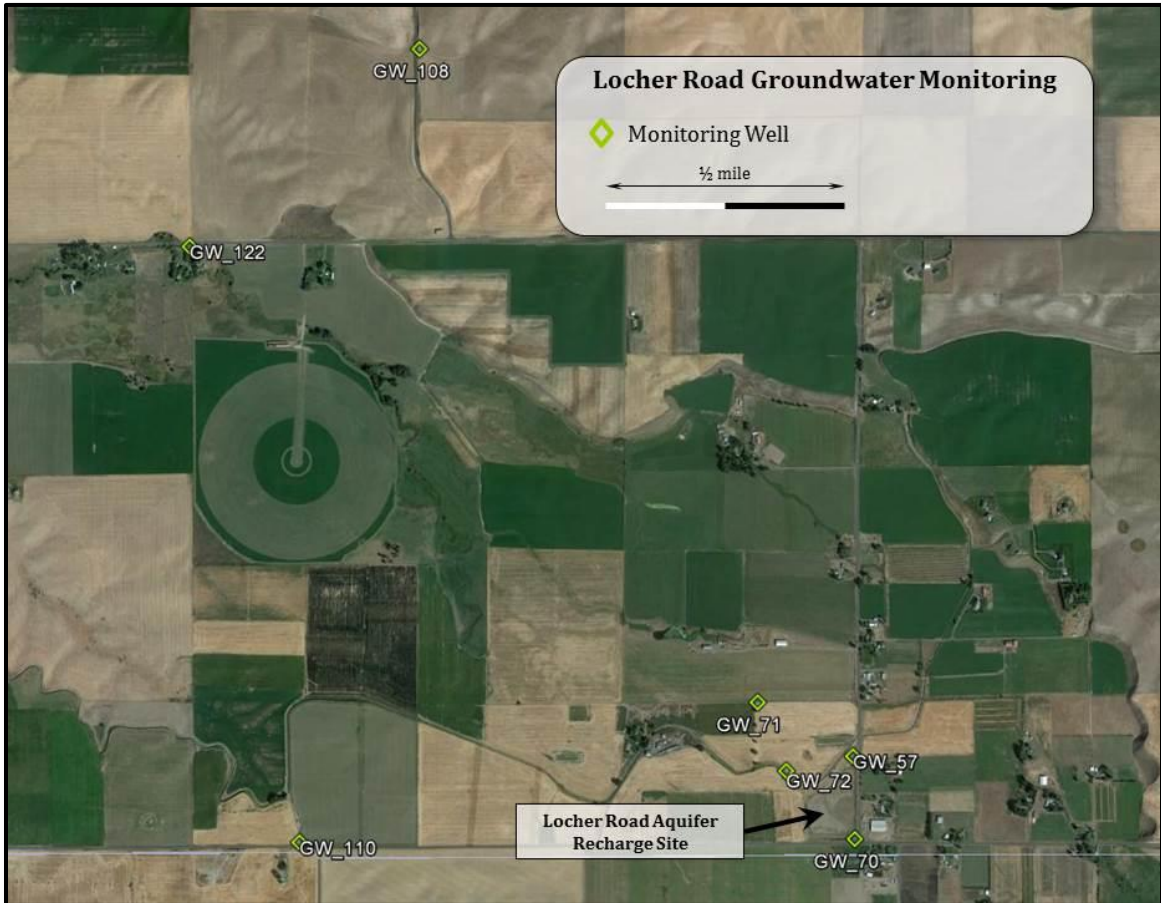 GW_108
Locher Road Groundwater Monitoring
Monitoring Well
½ mile
GW_122
GW_71
GW_57
GW_72
Locher Road Aquifer
Recharge Site
GW_110
GW_70